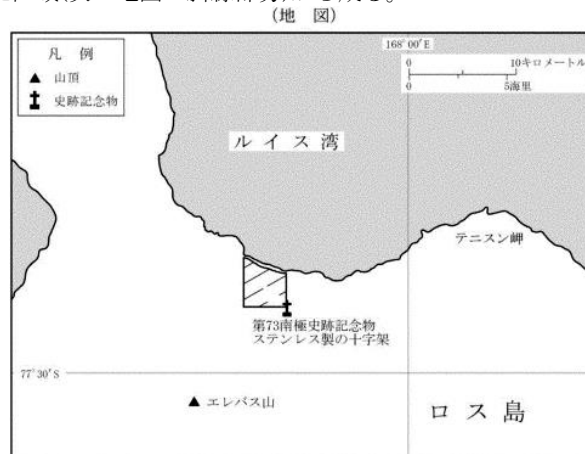 (地 図)
凡 例
山頂
史跡記念物
168°00′E
0 10キロメートル
0 5海里
ル イ ス 湾
テニスン岬
第73南極史跡記念物
ステンレス製の十字架
77°30′S
エレバス山
ロ ス 島